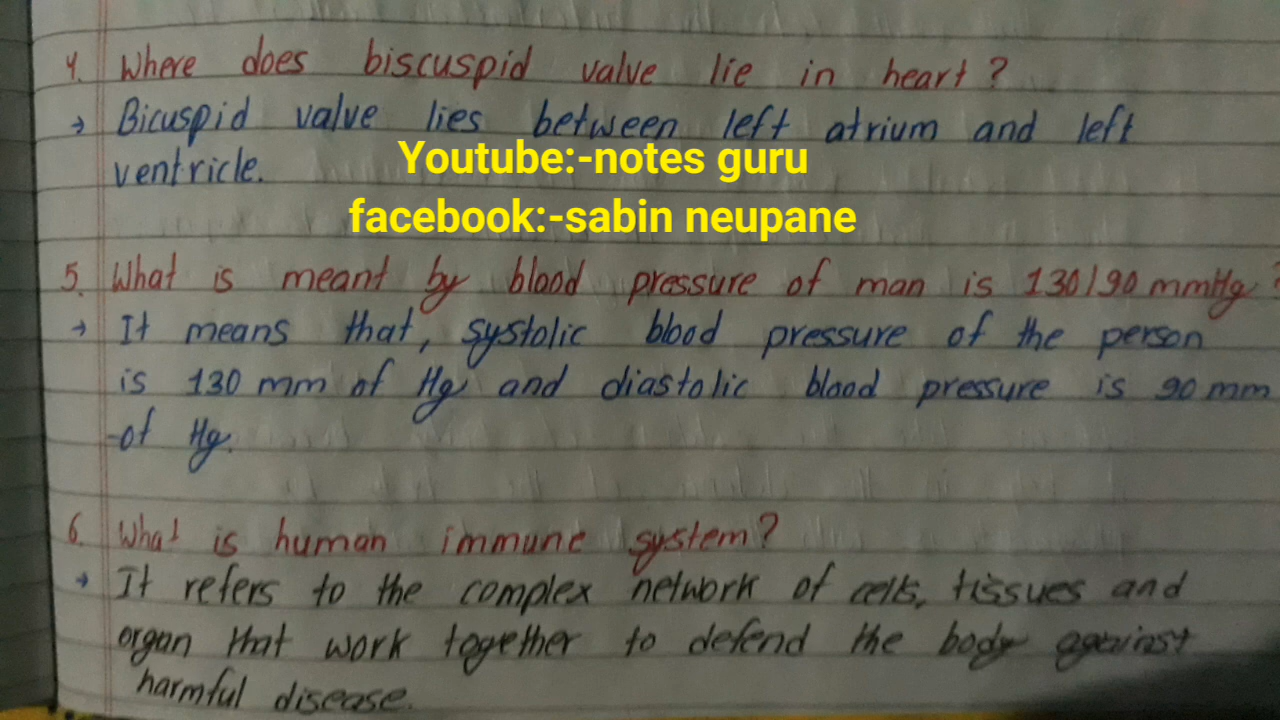 4. Where does biscuspid valve lie in heart?
→ Bicuspid valve lies between left atrium and left
ventricle.
Youtube:-notes guru
facebook:-sabin neupane
5. What is meant by blood pressure of man is 130/90 mmHg?
→ It means that, systolic blood pressure of the person
is 130 mm of Hg and diastolic blood pressure is 90 mm
of Hg.
6. What is human immune system?
→ It refers to the complex network of cells, tissues and
organ that work together to defend the body against
harmful disease.